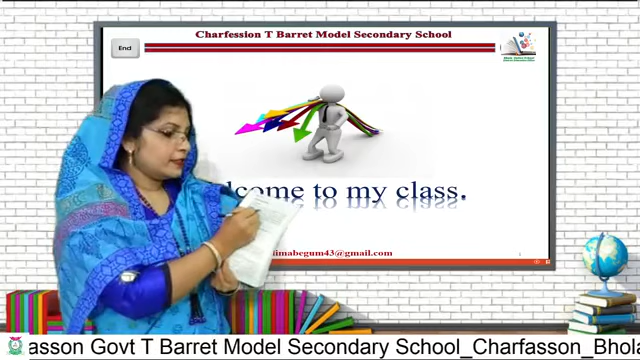 Charfession T Barret Model Secondary School
End
lcome to my class.
imabegum43@gmail.com
asson Govt T Barret Model Secondary School_Charfasson_Bhola